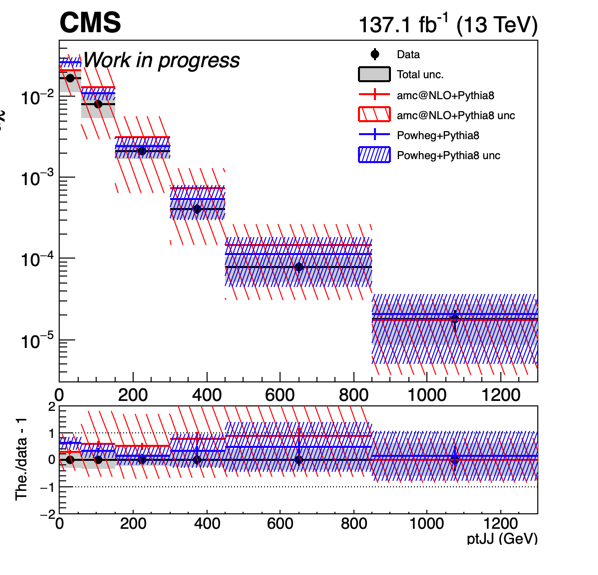 CMS
137.1 fb⁻¹ (13 TeV)
Work in progress
Data
Total unc.
amc@NLO+Pythia8
amc@NLO+Pythia8 unc
Powheg+Pythia8
Powheg+Pythia8 unc
10⁻²
10⁻³
10⁻⁴
10⁻⁵
0 200 400 600 800 1000 1200
The./data - 1
2
1
0
−1
−2
0 200 400 600 800 1000 1200
ptJJ (GeV)